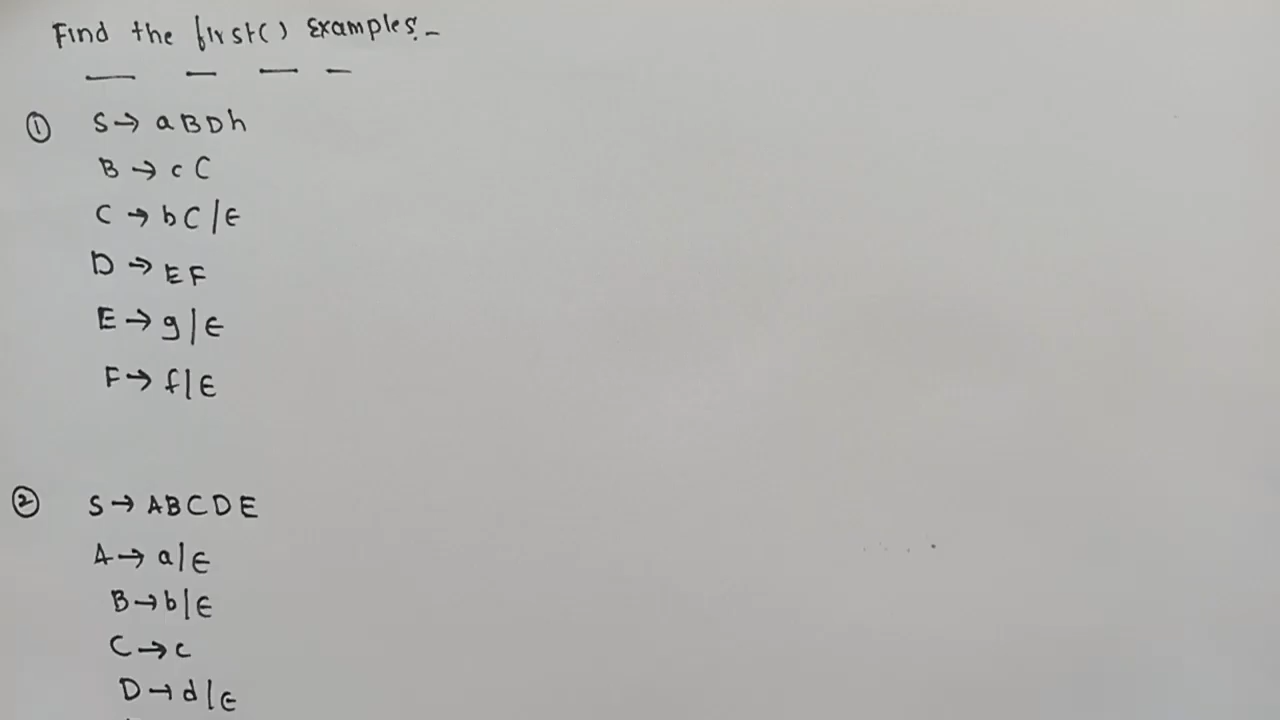 Find the first() examples.-
① S → aBDh
B → cC
C → bC/ϵ
D → EF
E → g|ϵ
F → f|ϵ
② S → ABCDE
A → a|ϵ
B → b|ϵ
C → c
D → d|ϵ